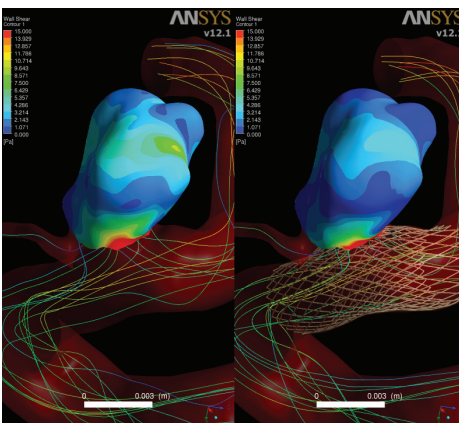 ANSYS
v12.1
Wall Shear
Contour 1
15.000
13.929
12.857
11.786
10.714
9.643
8.571
7.500
6.429
5.357
4.286
3.214
2.143
1.071
0.000
[Pa]
0 0.003 (m)
ANSYS
v12.1
Wall Shear
Contour 1
15.000
13.929
12.857
11.786
10.714
9.643
8.571
7.500
6.429
5.357
4.286
3.214
2.143
1.071
0.000
[Pa]
0 0.003 (m)